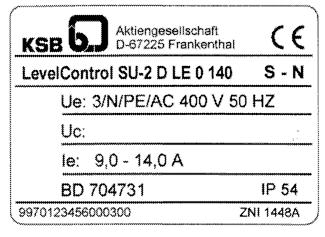 KSB Aktiengesellschaft
D-67225 Frankenthal CE
LevelControl SU-2 D LE 0 140 S - N
Ue: 3/N/PE/AC 400 V 50 HZ
Uc:
Ie: 9,0 - 14,0 A
BD 704731 IP 54
9970123456000300 ZNI 1448A